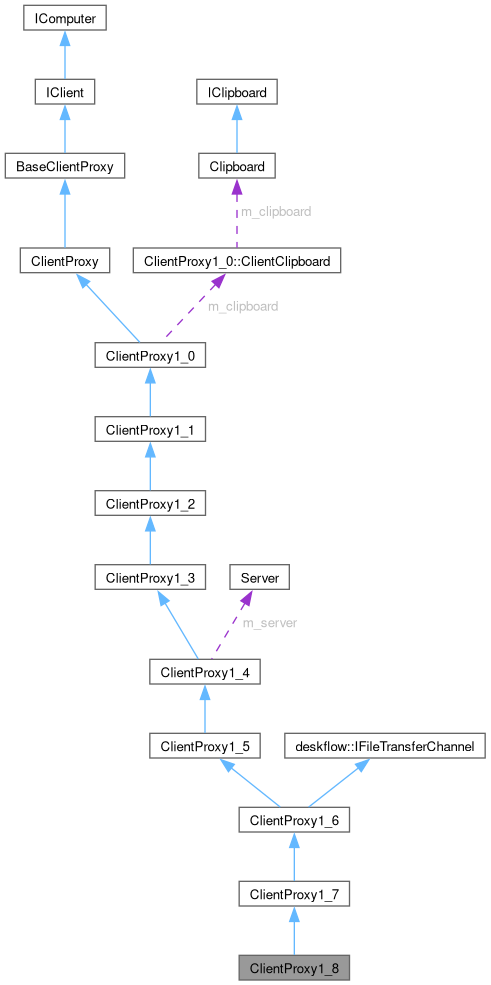 IComputer
IClient
IClipboard
BaseClientProxy
Clipboard
m_clipboard
ClientProxy
ClientProxy1_0::ClientClipboard
m_clipboard
ClientProxy1_0
ClientProxy1_1
ClientProxy1_2
ClientProxy1_3
Server
m_server
ClientProxy1_4
ClientProxy1_5
deskflow::IFileTransferChannel
ClientProxy1_6
ClientProxy1_7
ClientProxy1_8